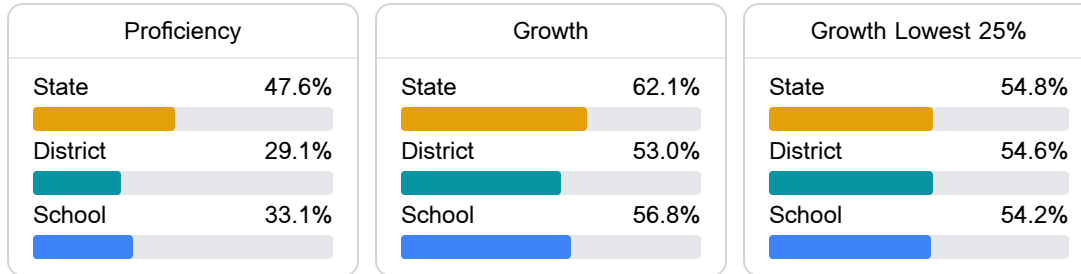 Proficiency
State 47.6%
District 29.1%
School 33.1%
Growth
State 62.1%
District 53.0%
School 56.8%
Growth Lowest 25%
State 54.8%
District 54.6%
School 54.2%